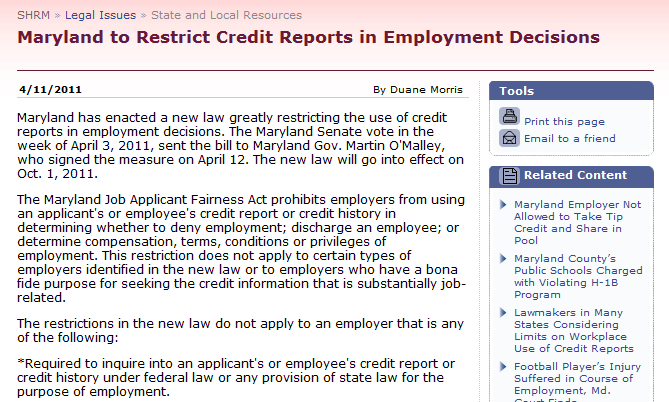 SHRM » Legal Issues » State and Local Resources
Maryland to Restrict Credit Reports in Employment Decisions
4/11/2011
By Duane Morris
Maryland has enacted a new law greatly restricting the use of credit
reports in employment decisions. The Maryland Senate vote in the
week of April 3, 2011, sent the bill to Maryland Gov. Martin O'Malley,
who signed the measure on April 12. The new law will go into effect on
Oct. 1, 2011.
The Maryland Job Applicant Fairness Act prohibits employers from using
an applicant's or employee's credit report or credit history in
determining whether to deny employment; discharge an employee; or
determine compensation, terms, conditions or privileges of
employment. This restriction does not apply to certain types of
employers identified in the new law or to employers who have a bona
fide purpose for seeking the credit information that is substantially job-
related.
The restrictions in the new law do not apply to an employer that is any
of the following:
*Required to inquire into an applicant's or employee's credit report or
credit history under federal law or any provision of state law for the
purpose of employment.
Tools
Print this page
Email to a friend
Related Content
Maryland Employer Not
Allowed to Take Tip
Credit and Share in
Pool
Maryland County's
Public Schools Charged
with Violating H-1B
Program
Lawmakers in Many
States Considering
Limits on Workplace
Use of Credit Reports
Football Player's Injury
Suffered in Course of
Employment, Md.
Court Finds